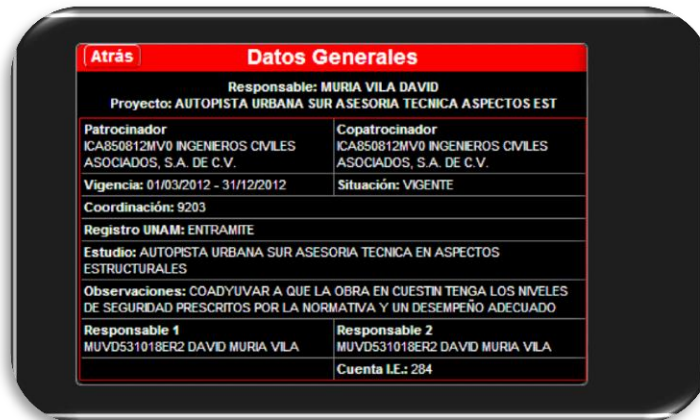 Atrás
Datos Generales
Responsable: MURIA VILA DAVID
Proyecto: AUTOPISTA URBANA SUR ASESORIA TECNICA ASPECTOS EST
Patrocinador
ICA850812MV0 INGENIEROS CIVILES
ASOCIADOS, S.A. DE C.V.
Copatrocinador
ICA850812MV0 INGENIEROS CIVILES
ASOCIADOS, S.A. DE C.V.
Vigencia: 01/03/2012 - 31/12/2012
Situación: VIGENTE
Coordinación: 9203
Registro UNAM: ENTRAMITE
Estudio: AUTOPISTA URBANA SUR ASESORIA TECNICA EN ASPECTOS
ESTRUCTURALES
Observaciones: COADYUVAR A QUE LA OBRA EN CUESTIN TENGA LOS NIVELES
DE SEGURIDAD PRESCRITOS POR LA NORMATIVA Y UN DESEMPEÑO ADECUADO
Responsable 1
MUVD531018ER2 DAVID MURIA VILA
Responsable 2
MUVD531018ER2 DAVID MURIA VILA
Cuenta I.E.: 284